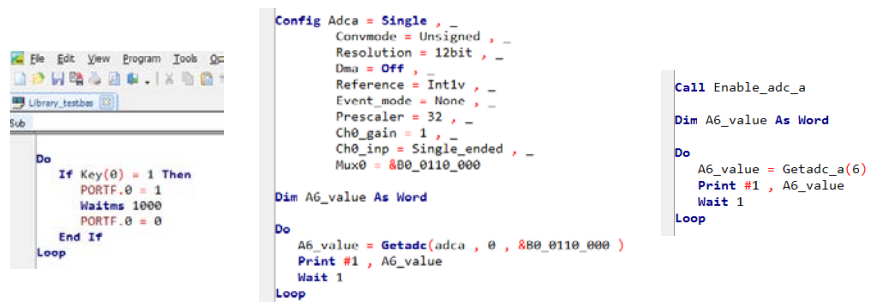 File Edit View Program Tools
Library_test.bas
Sub
Do
If Key(0) = 1 Then
PORTF.0 = 1
Waitms 1000
PORTF.0 = 0
End If
Loop
Config Adca = Single , _
Convmode = Unsigned , _
Resolution = 12bit , _
Dma = Off , _
Reference = Int1v , _
Event_mode = None , _
Prescaler = 32 , _
Ch0_gain = 1 , _
Ch0_inp = Single_ended , _
Mux0 = &B0_0110_000
Dim A6_value As Word
Do
A6_value = Getadc(adca , 0 , &B0_0110_000 )
Print #1 , A6_value
Wait 1
Loop
Call Enable_adc_a
Dim A6_value As Word
Do
A6_value = Getadc_a(6)
Print #1 , A6_value
Wait 1
Loop